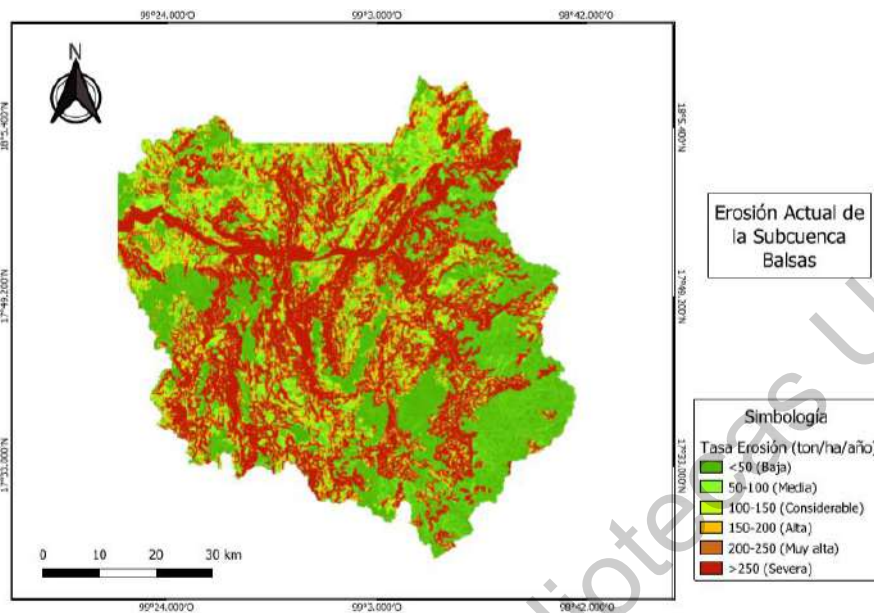 99°24.000'O 99°3.000'O 98°42.000'O
N
18°5.400'N
18°5.400'N
17°49.200'N
17°49.200'N
17°33.000'N
17°33.000'N
Erosión Actual de
la Subcuenca
Balsas
Simbología
Tasa Erosión (ton/ha/año)
<50 (Baja)
50-100 (Media)
100-150 (Considerable)
150-200 (Alta)
200-250 (Muy alta)
>250 (Severa)
0 10 20 30 km
99°24.000'O 99°3.000'O 98°42.000'O